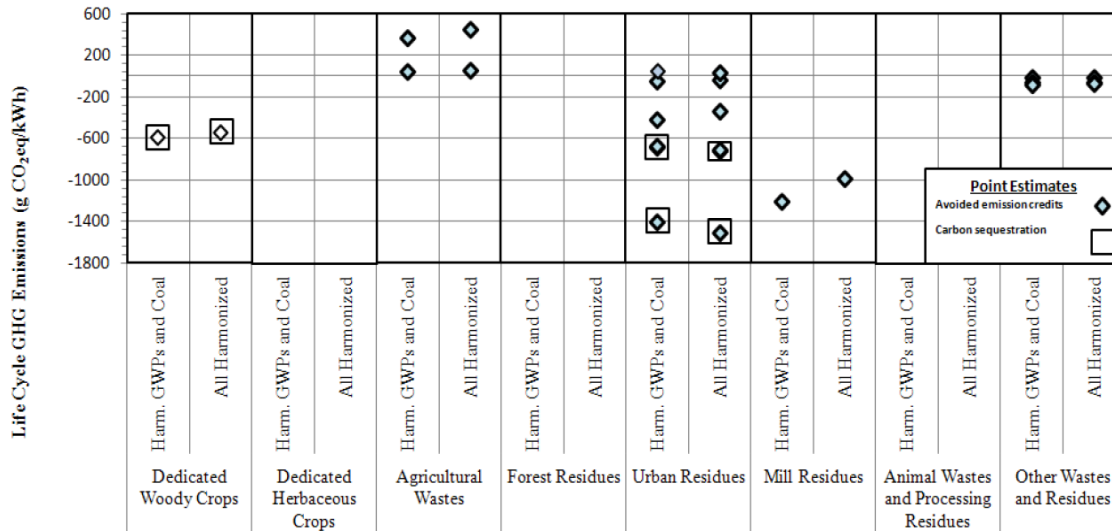 Life Cycle GHG Emissions (g CO₂eq/kWh)
600
200
-200
-600
-1000
-1400
-1800
Point Estimates
Avoided emission credits
Carbon sequestration
Harm. GWPs and Coal
All Harmonized
Harm. GWPs and Coal
All Harmonized
Harm. GWPs and Coal
All Harmonized
Harm. GWPs and Coal
All Harmonized
Harm. GWPs and Coal
All Harmonized
Harm. GWPs and Coal
All Harmonized
Harm. GWPs and Coal
All Harmonized
Harm. GWPs and Coal
All Harmonized
Dedicated
Woody Crops
Dedicated
Herbaceous
Crops
Agricultural
Wastes
Forest Residues
Urban Residues
Mill Residues
Animal Wastes
and Processing
Residues
Other Wastes
and Residues